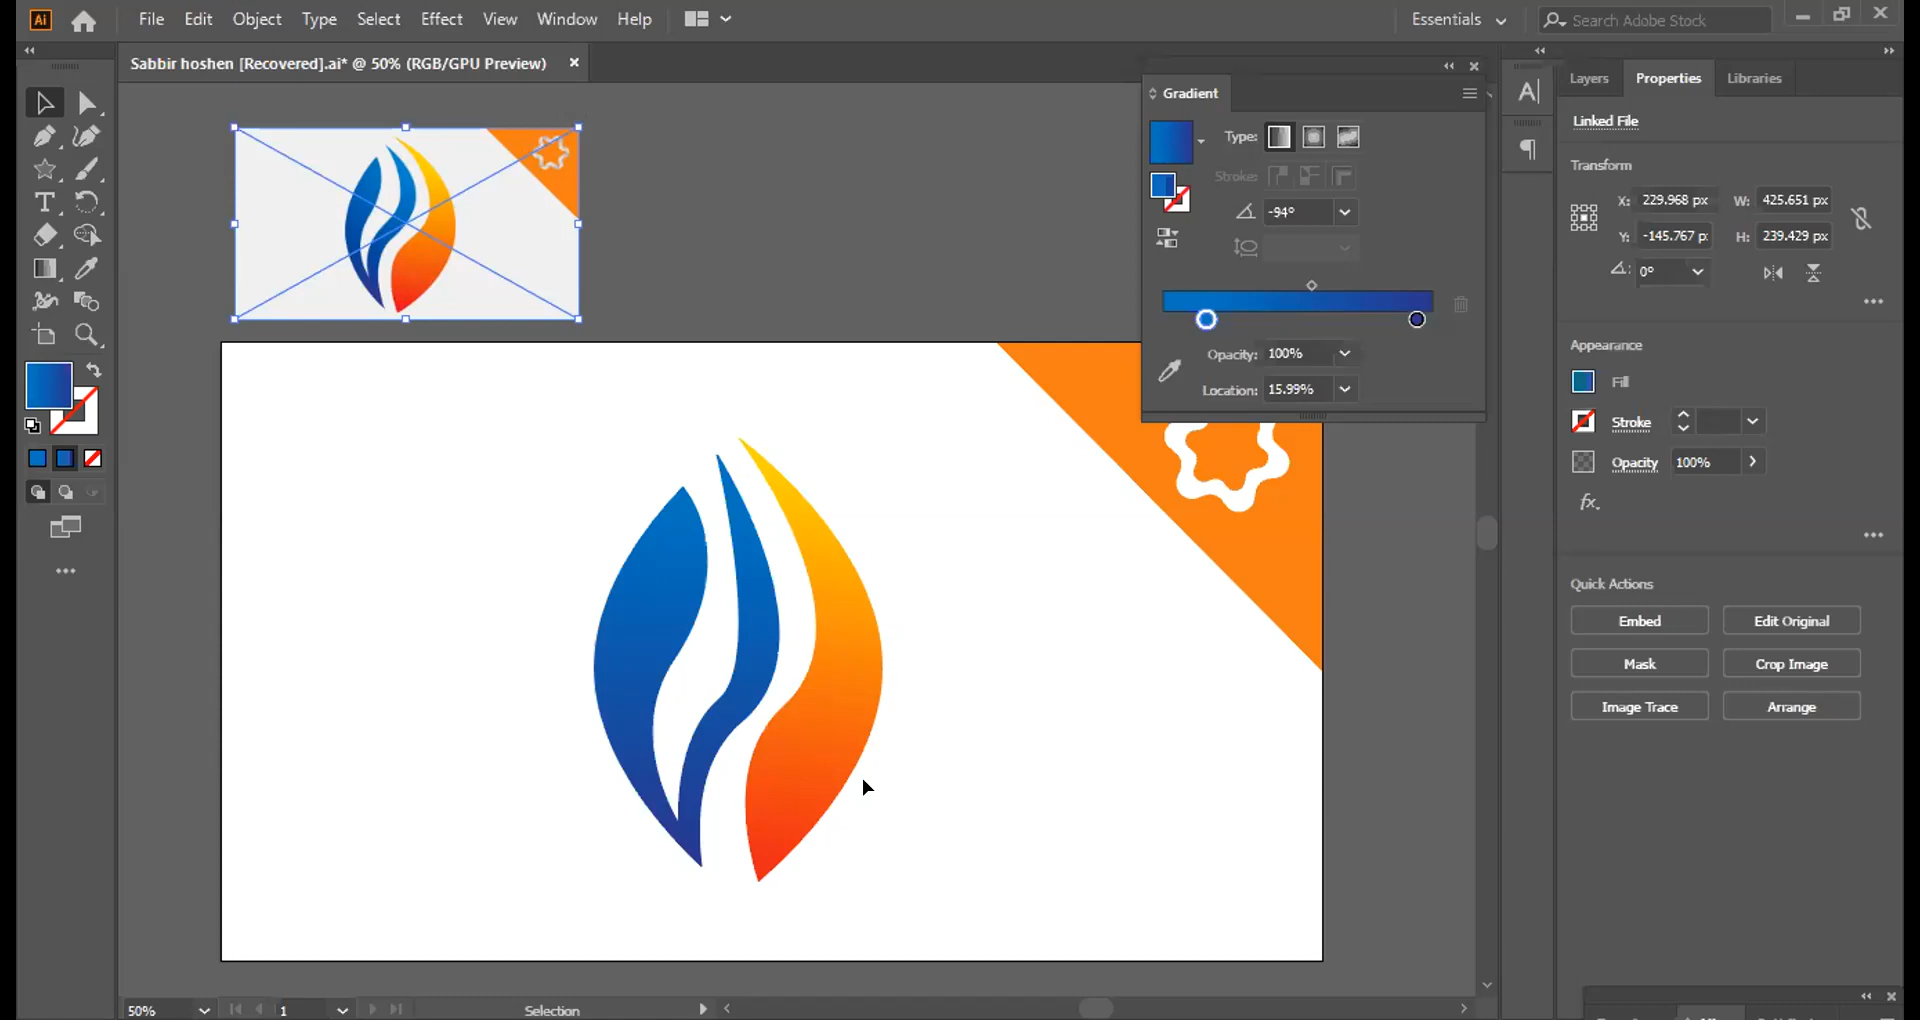 Ai File Edit Object Type Select Effect View Window Help Essentials Search Adobe Stock
Sabbir hoshen [Recovered].ai* @ 50% (RGB/GPU Preview)
Gradient
Type:
Stroke:
-94°
Opacity: 100%
Location: 15.99%
Layers Properties Libraries
Linked File
Transform
X: 229.968 px W: 425.651 px
Y: -145.767 p H: 239.429 px
0°
Appearance
Fill
Stroke
Opacity 100%
fx
Quick Actions
Embed Edit Original
Mask Crop Image
Image Trace Arrange
50% 1 Selection